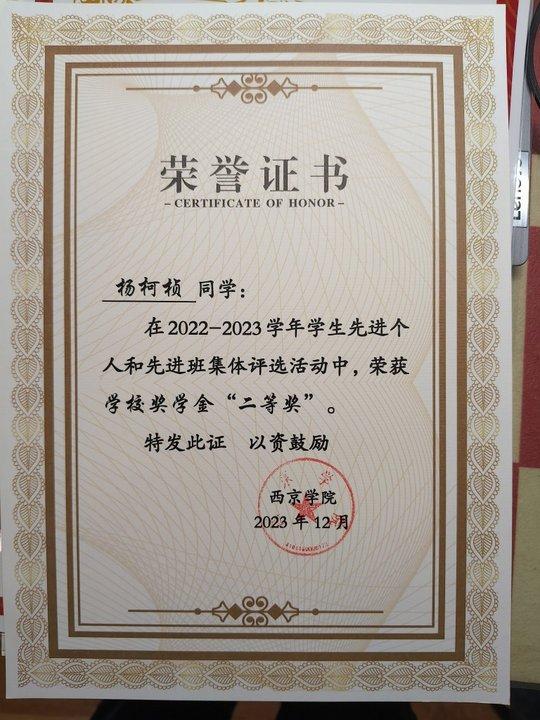 荣誉证书
-CERTIFICATE OF HONOR-
杨柯桢 同学：
在2022-2023学年学生先进个
人和先进班集体评选活动中，荣获
学校奖学金“二等奖”。
特发此证 以资鼓励
西京学院
2023年12月
Lenovo